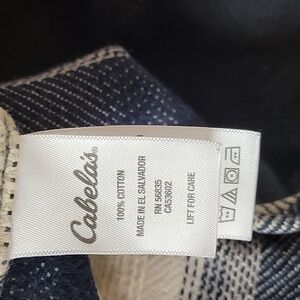 Cabela's
100% COTTON
MADE IN EL SALVADOR
RN 56835
CA53602
LIFT FOR CARE